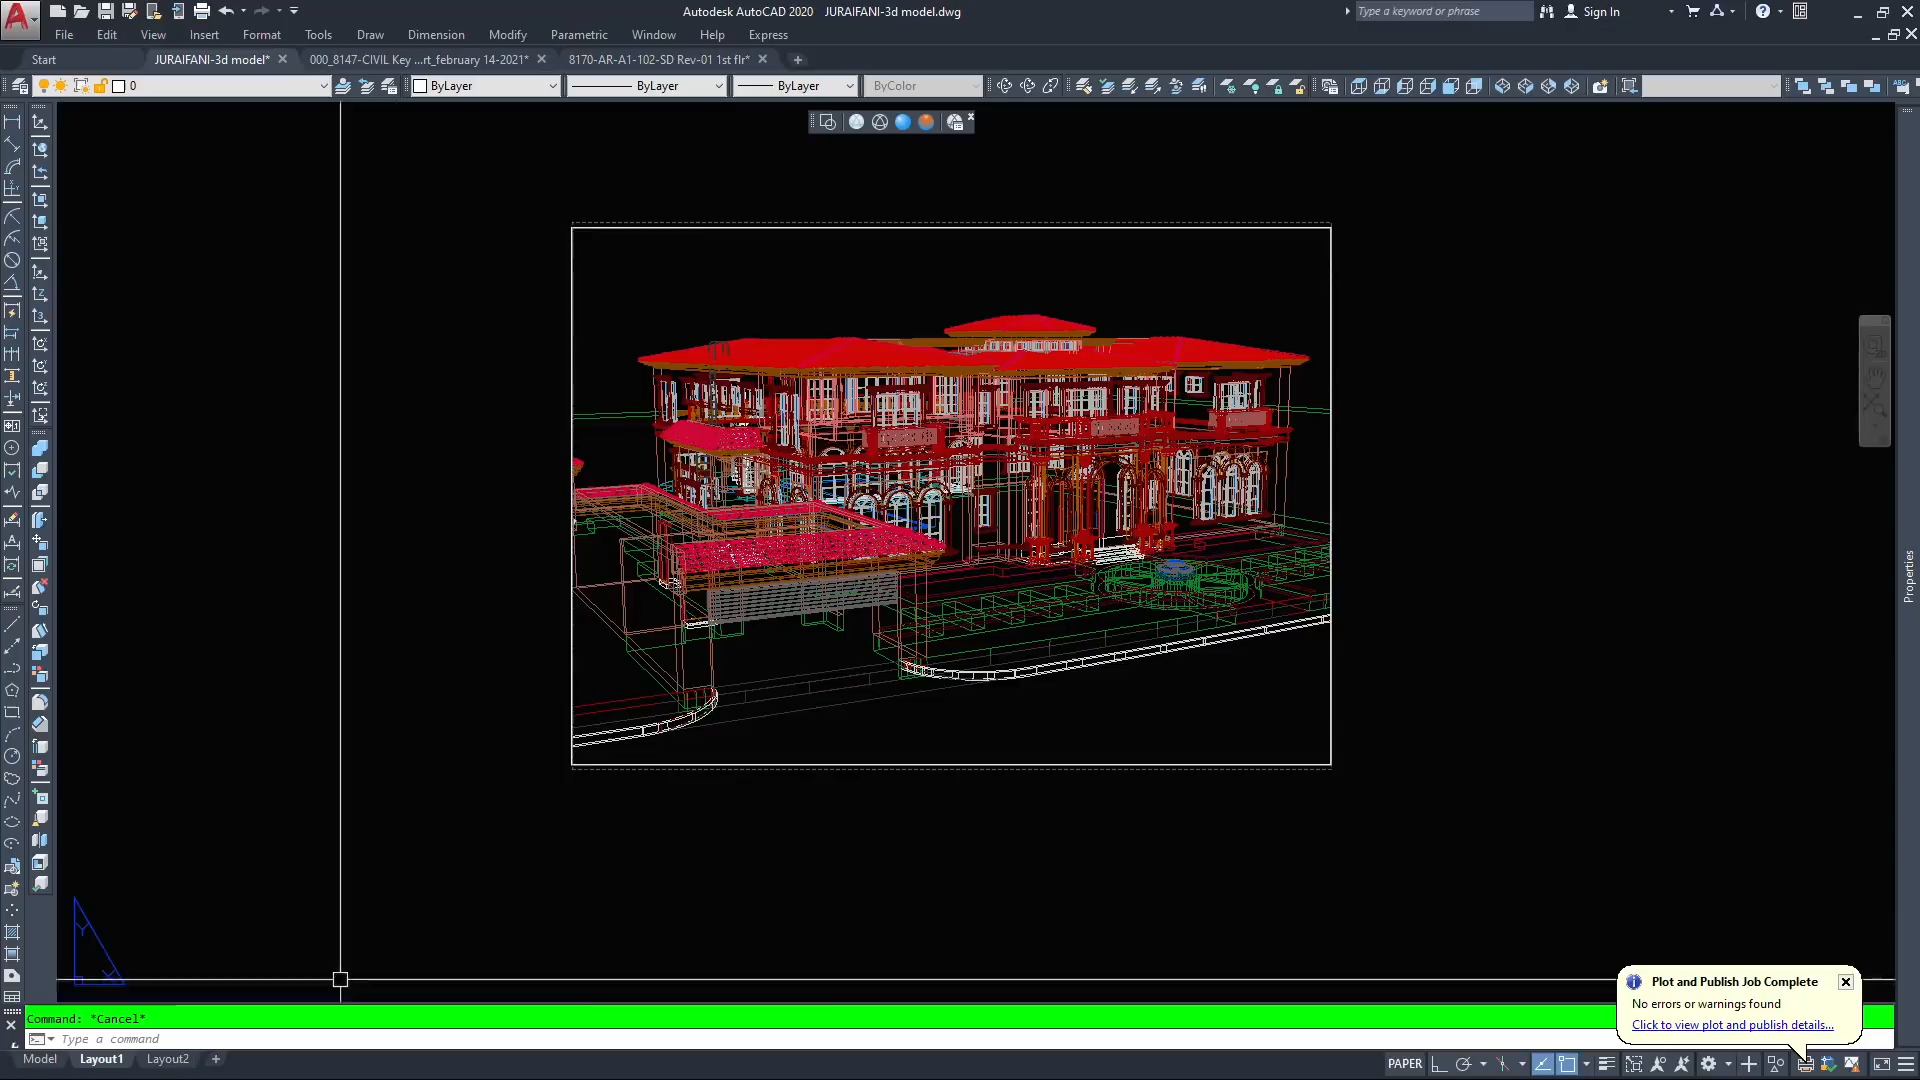 Autodesk AutoCAD 2020   JURAIFANI-3d model.dwg
Type a keyword or phrase
Sign In
File Edit View Insert Format Tools Draw Dimension Modify Parametric Window Help Express
Start
JURAIFANI-3d model*
000_8147-CIVIL Key ...rt_february 14-2021*
8170-AR-A1-102-SD Rev-01 1st flr*
0
ByLayer
ByLayer
ByLayer
ByColor
Properties
Plot and Publish Job Complete
No errors or warnings found
Click to view plot and publish details...
Command: *Cancel*
Type a command
Model
Layout1
Layout2
PAPER